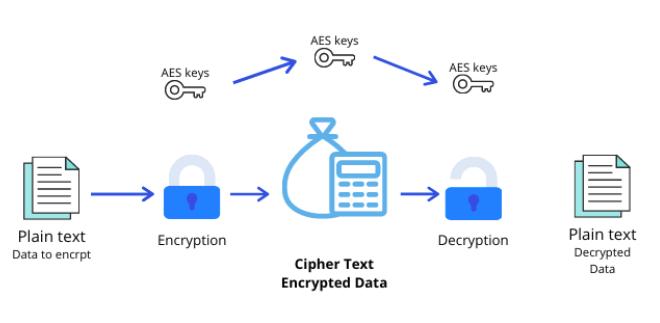 AES keys
AES keys
AES keys
Plain text
Data to encrpt
Encryption
Cipher Text
Encrypted Data
Decryption
Plain text
Decrypted
Data